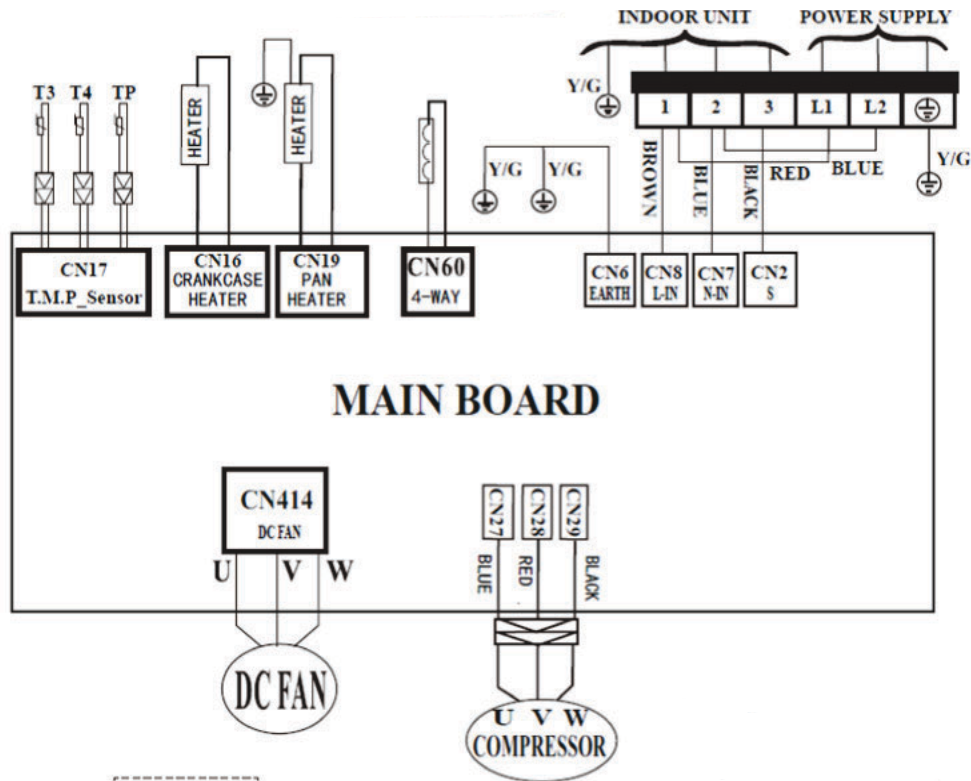 INDOOR UNIT
POWER SUPPLY
Y/G
1
2
3
L1
L2
T3
T4
TP
HEATER
HEATER
Y/G
Y/G
BROWN
BLUE
BLACK
RED
BLUE
Y/G
CN17
T.M.P_Sensor
CN16
CRANKCASE
HEATER
CN19
PAN
HEATER
CN60
4-WAY
CN6
EARTH
CN8
L-IN
CN7
N-IN
CN2
S
MAIN BOARD
CN414
DC FAN
U
V
W
CN27
CN28
CN29
BLUE
RED
BLACK
DC FAN
U V W
COMPRESSOR